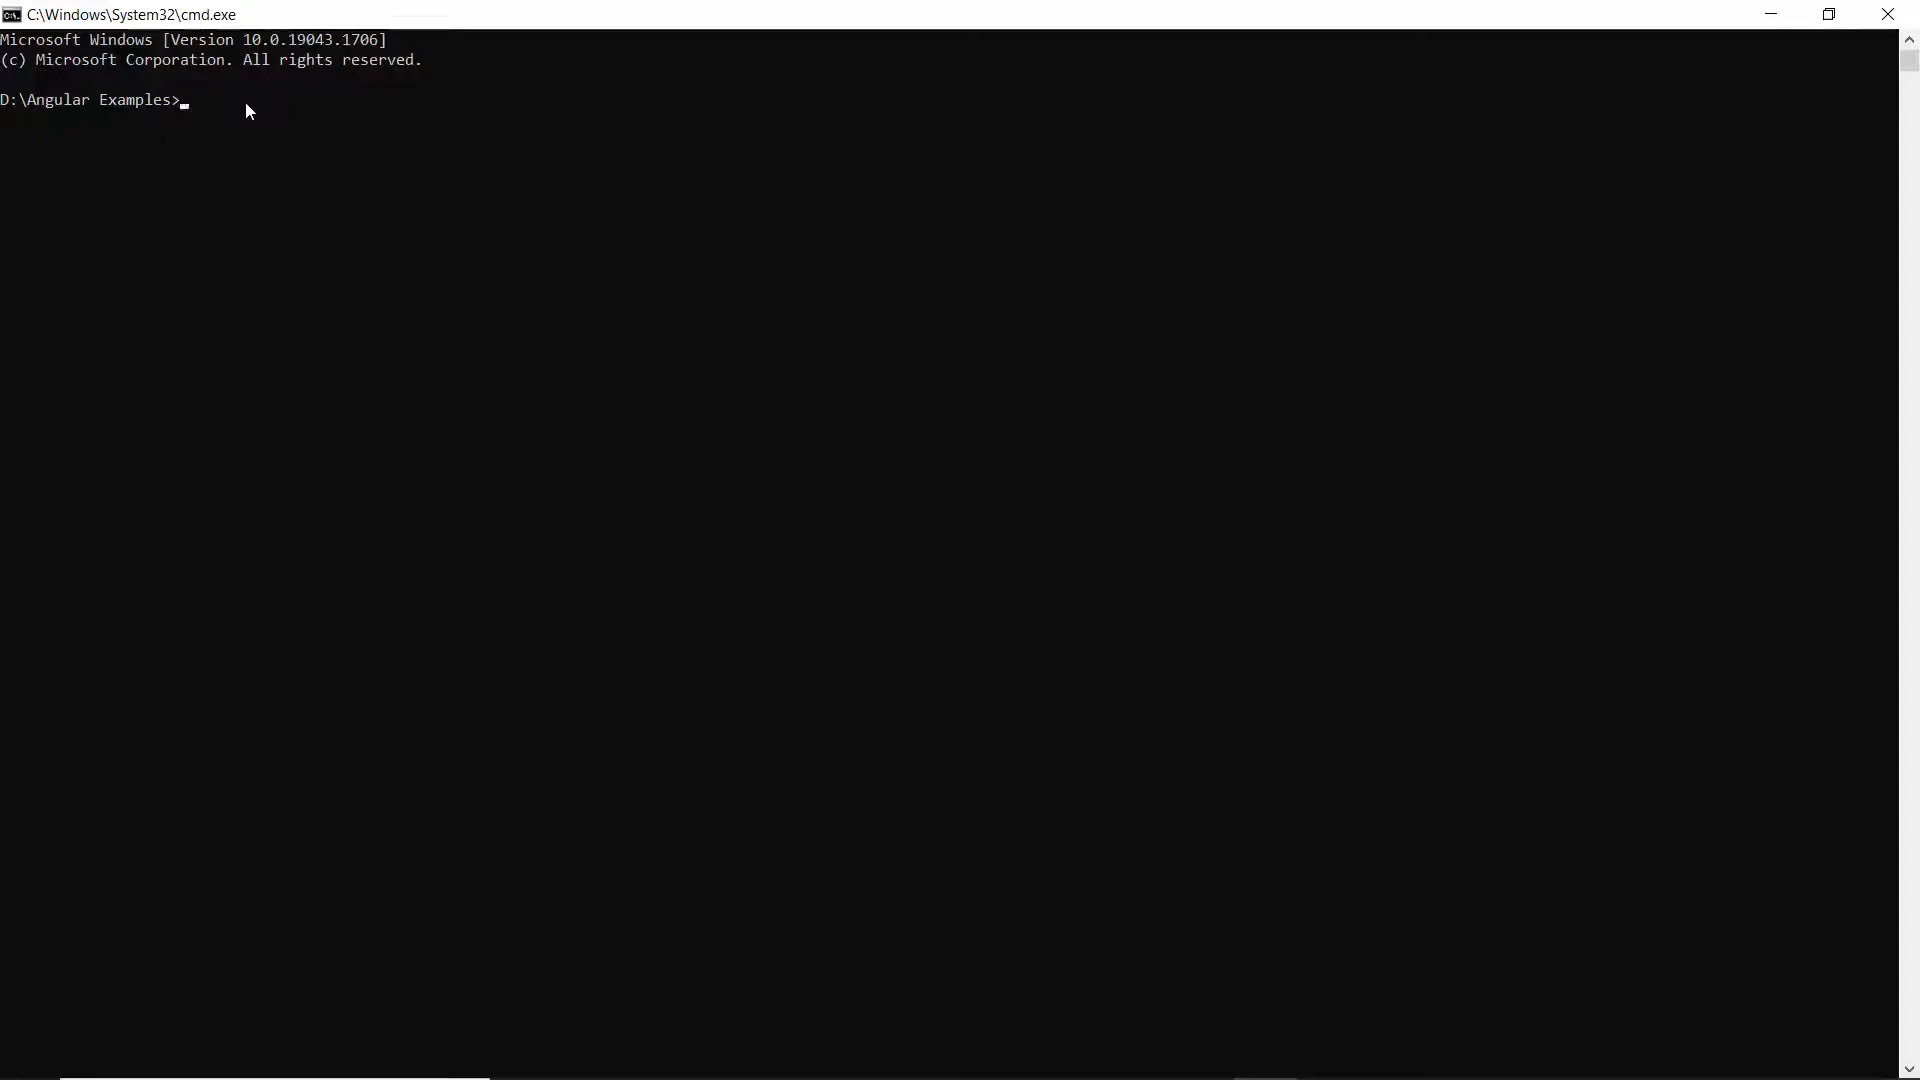 C:\Windows\System32\cmd.exe
Microsoft Windows [Version 10.0.19043.1706]
(c) Microsoft Corporation. All rights reserved.
D:\Angular Examples>